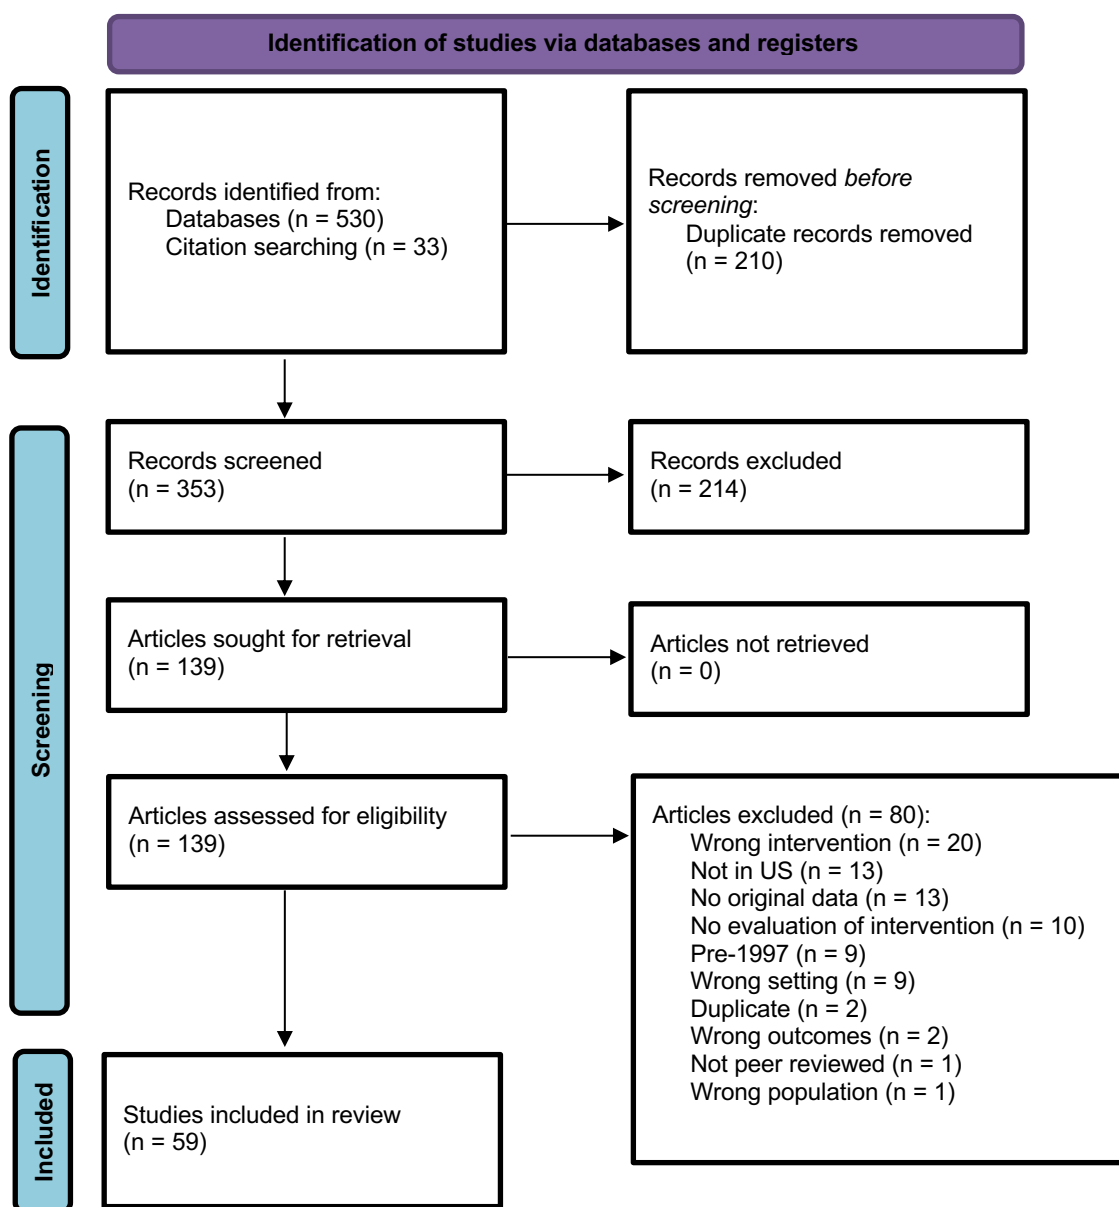 Identification of studies via databases and registers
Identification
Records identified from:
Databases (n = 530)
Citation searching (n = 33)
Records removed before
screening:
Duplicate records removed
(n = 210)
Screening
Records screened
(n = 353)
Records excluded
(n = 214)
Articles sought for retrieval
(n = 139)
Articles not retrieved
(n = 0)
Articles assessed for eligibility
(n = 139)
Articles excluded (n = 80):
Wrong intervention (n = 20)
Not in US (n = 13)
No original data (n = 13)
No evaluation of intervention (n = 10)
Pre-1997 (n = 9)
Wrong setting (n = 9)
Duplicate (n = 2)
Wrong outcomes (n = 2)
Not peer reviewed (n = 1)
Wrong population (n = 1)
Included
Studies included in review
(n = 59)